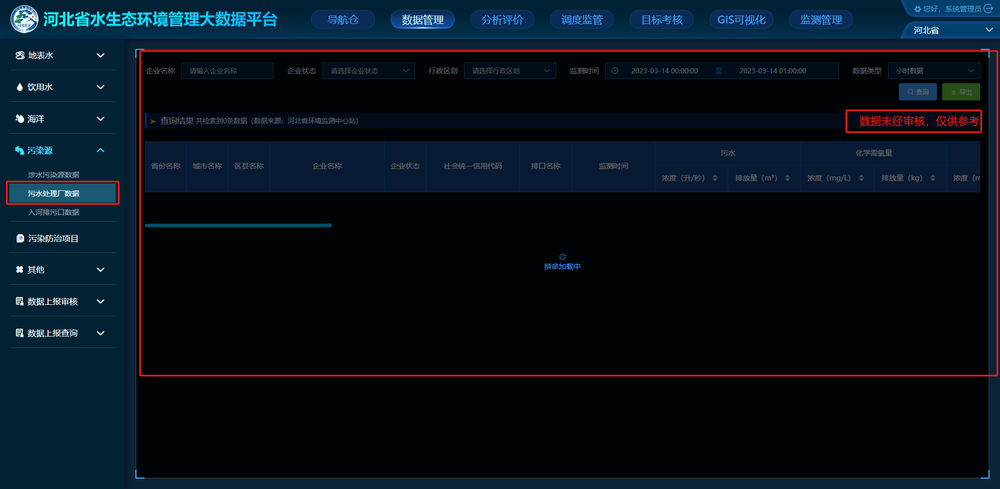 河北省水生态环境管理大数据平台
导航仓
数据管理
分析评价
调度监管
目标考核
GIS可视化
监测管理
您好，系统管理员
河北省
HBEE
地表水
饮用水
海洋
污染源
涉水污染源数据
污水处理厂数据
入河排污口数据
污染防治项目
其他
数据上报审核
数据上报查询
企业名称 请输入企业名称 企业状态 请选择企业状态 行政区划 请选择行政区划 监测时间 2023-03-14 00:00:00 至 2023-03-14 01:00:00 数据类型 小时数据
查询 导出
查询结果 共检索到0条数据（数据来源：河北省环境监测中心站）
数据未经审核，仅供参考
省份名称 城市名称 区县名称 企业名称 企业状态 社会统一信用代码 排口名称 监测时间 污水 化学需氧量
浓度（升/秒） 排放量（m³） 浓度（mg/L） 排放量（kg） 浓度（m
拼命加载中